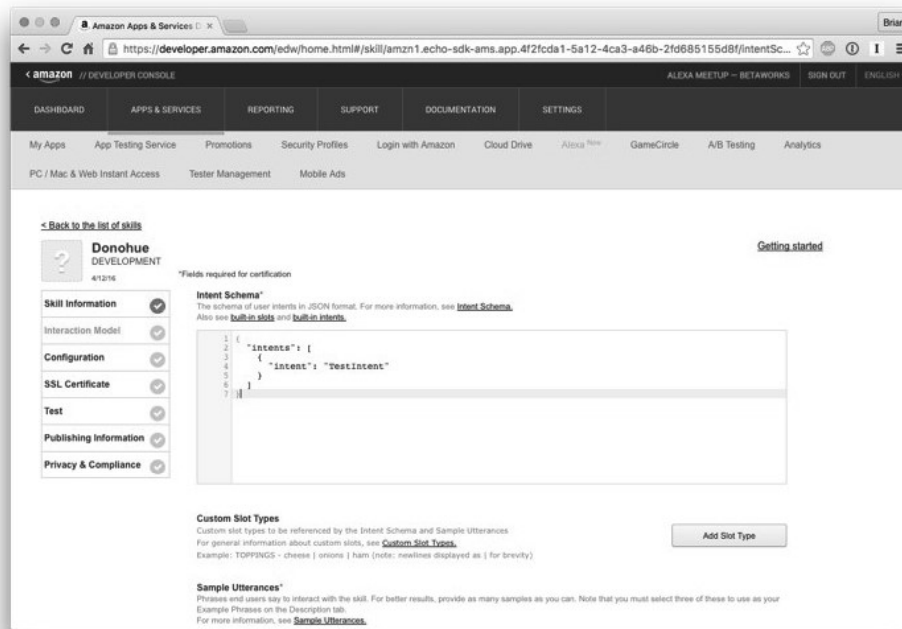 Amazon Apps & Services D ×
Brian
https://developer.amazon.com/edw/home.html#/skill/amzn1.echo-sdk-ams.app.4f2fcda1-5a12-4ca3-a46b-2fd685155d8f/intentSc...
amazon // DEVELOPER CONSOLE
ALEXA MEETUP – BETAWORKS SIGN OUT ENGLISH
DASHBOARD APPS & SERVICES REPORTING SUPPORT DOCUMENTATION SETTINGS
My Apps App Testing Service Promotions Security Profiles Login with Amazon Cloud Drive Alexa New GameCircle A/B Testing Analytics
PC / Mac & Web Instant Access Tester Management Mobile Ads
< Back to the list of skills
?
Donohue
DEVELOPMENT
4/12/16
Getting started
*Fields required for certification
Skill Information
Interaction Model
Configuration
SSL Certificate
Test
Publishing Information
Privacy & Compliance
Intent Schema*
The schema of user intents in JSON format. For more information, see Intent Schema.
Also see built-in slots and built-in intents.
1 {
2 "intents": [
3 {
4 "intent": "TestIntent"
5 }
6 ]
7 }
Custom Slot Types
Custom slot types to be referenced by the Intent Schema and Sample Utterances
For general information about custom slots, see Custom Slot Types.
Example: TOPPINGS - cheese | onions | ham (note: newlines displayed as | for brevity)
Add Slot Type
Sample Utterances*
Phrases end users say to interact with the skill. For better results, provide as many samples as you can. Note that you must select three of these to use as your
Example Phrases on the Description tab.
For more information, see Sample Utterances.